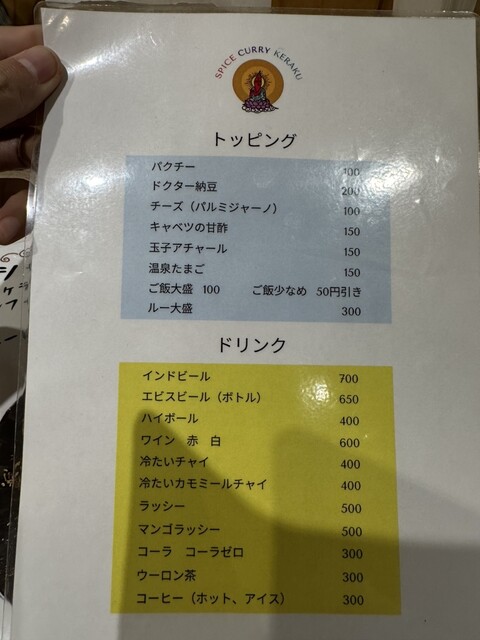 SPICE CURRY KERAKU
トッピング
パクチー 100
ドクター納豆 200
チーズ（パルミジャーノ） 100
キャベツの甘酢 150
玉子アチャール 150
温泉たまご 150
ご飯大盛 100 ご飯少なめ 50円引き
ルー大盛 300
ドリンク
インドビール 700
エビスビール（ボトル） 650
ハイボール 400
ワイン 赤 白 600
冷たいチャイ 400
冷たいカモミールチャイ 400
ラッシー 500
マンゴラッシー 500
コーラ コーラゼロ 300
ウーロン茶 300
コーヒー（ホット、アイス） 300